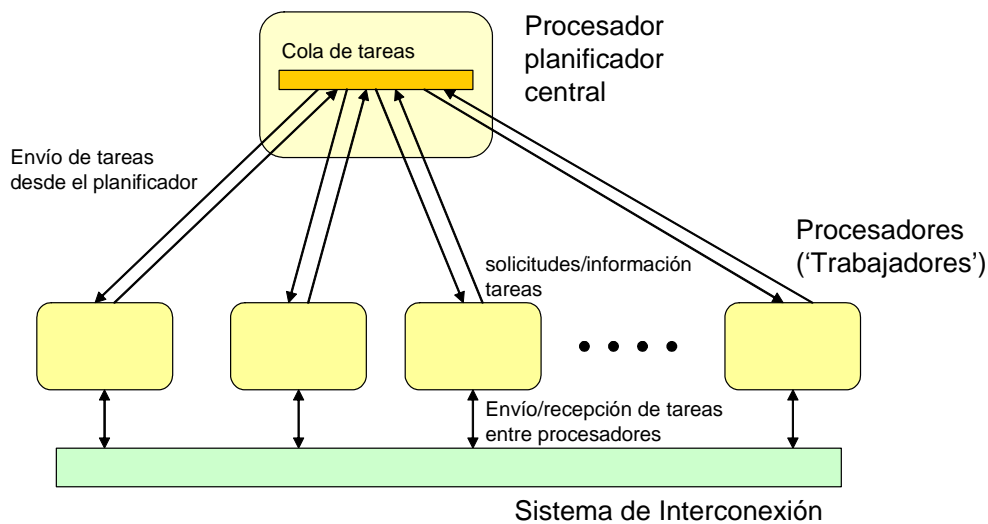 Procesador
planificador
central
Cola de tareas
Envío de tareas
desde el planificador
Procesadores
(‘Trabajadores’)
solicitudes/información
tareas
Envío/recepción de tareas
entre procesadores
Sistema de Interconexión